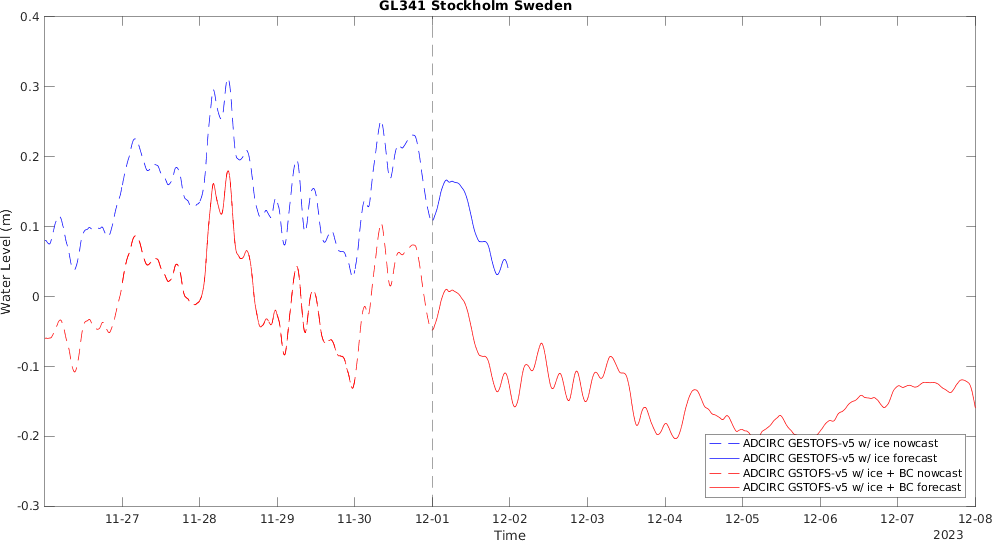 GL341 Stockholm Sweden
0.4
0.3
0.2
0.1
0
-0.1
-0.2
-0.3
Water Level (m)
ADCIRC GESTOFS-v5 w/ ice nowcast
ADCIRC GESTOFS-v5 w/ ice forecast
ADCIRC GSTOFS-v5 w/ ice + BC nowcast
ADCIRC GSTOFS-v5 w/ ice + BC forecast
11-27 11-28 11-29 11-30 12-01 12-02 12-03 12-04 12-05 12-06 12-07 12-08
Time
2023